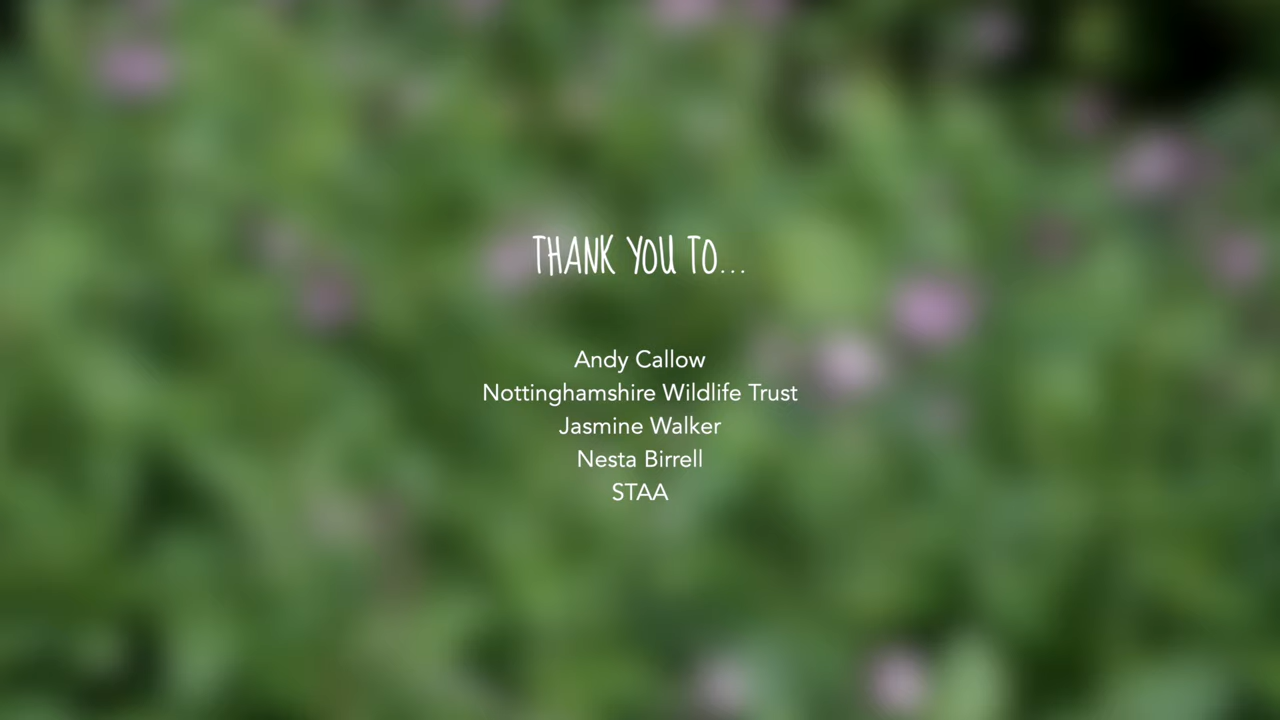 THANK YOU TO...
Andy Callow
Nottinghamshire Wildlife Trust
Jasmine Walker
Nesta Birrell
STAA